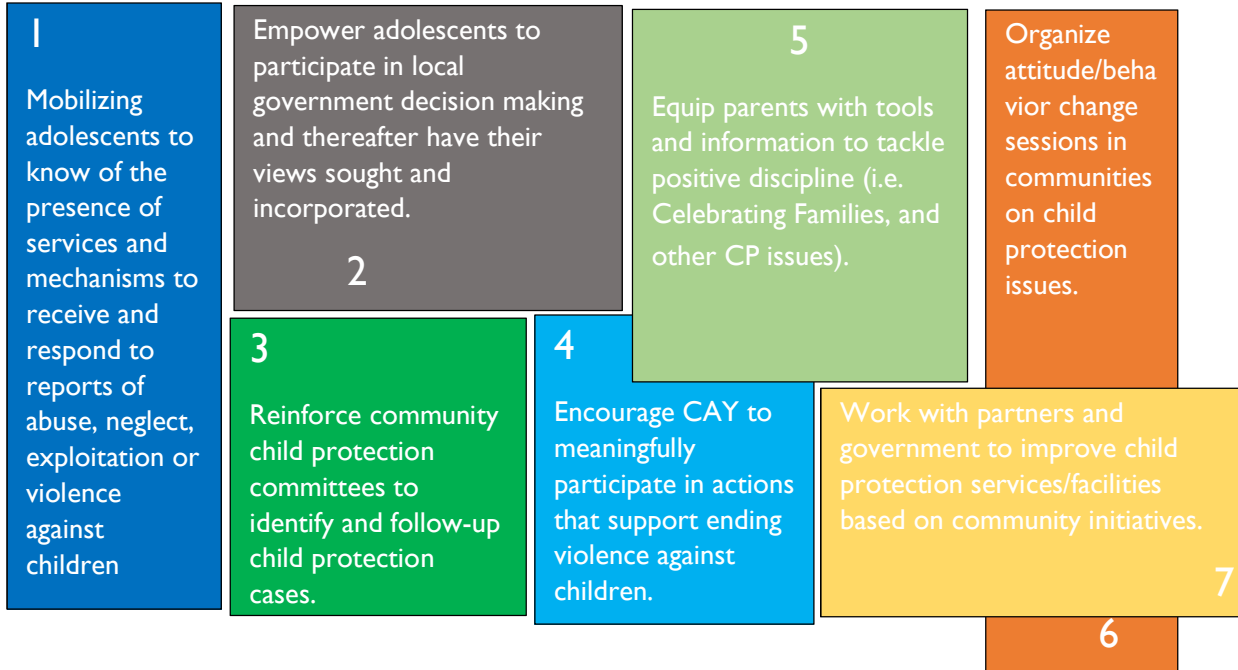 1
Mobilizing
adolescents to
know of the
presence of
services and
mechanisms to
receive and
respond to
reports of
abuse, neglect,
exploitation or
violence
against
children
Empower adolescents to
participate in local
government decision making
and thereafter have their
views sought and
incorporated.
2
3
Reinforce community
child protection
committees to
identify and follow-up
child protection
cases.
4
Encourage CAY to
meaningfully
participate in actions
that support ending
violence against
children.
5
Equip parents with tools
and information to tackle
positive discipline (i.e.
Celebrating Families, and
other CP issues).
Organize
attitude/beha
vior change
sessions in
communities
on child
protection
issues.
6
Work with partners and
government to improve child
protection services/facilities
based on community initiatives.
7